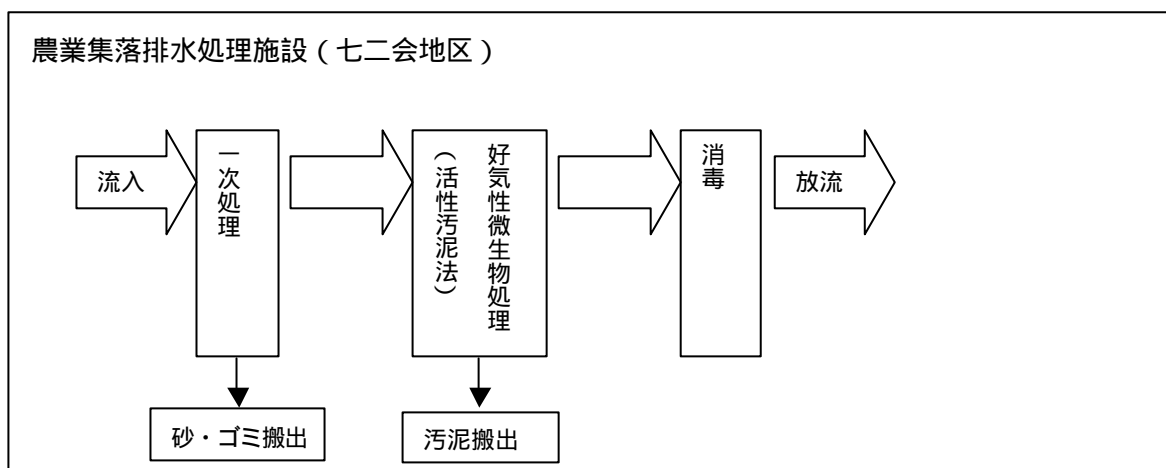 農業集落排水処理施設(七二会地区)
流入
一次処理
好気性微生物処理
(活性汚泥法)
消毒
放流
砂・ゴミ搬出
汚泥搬出